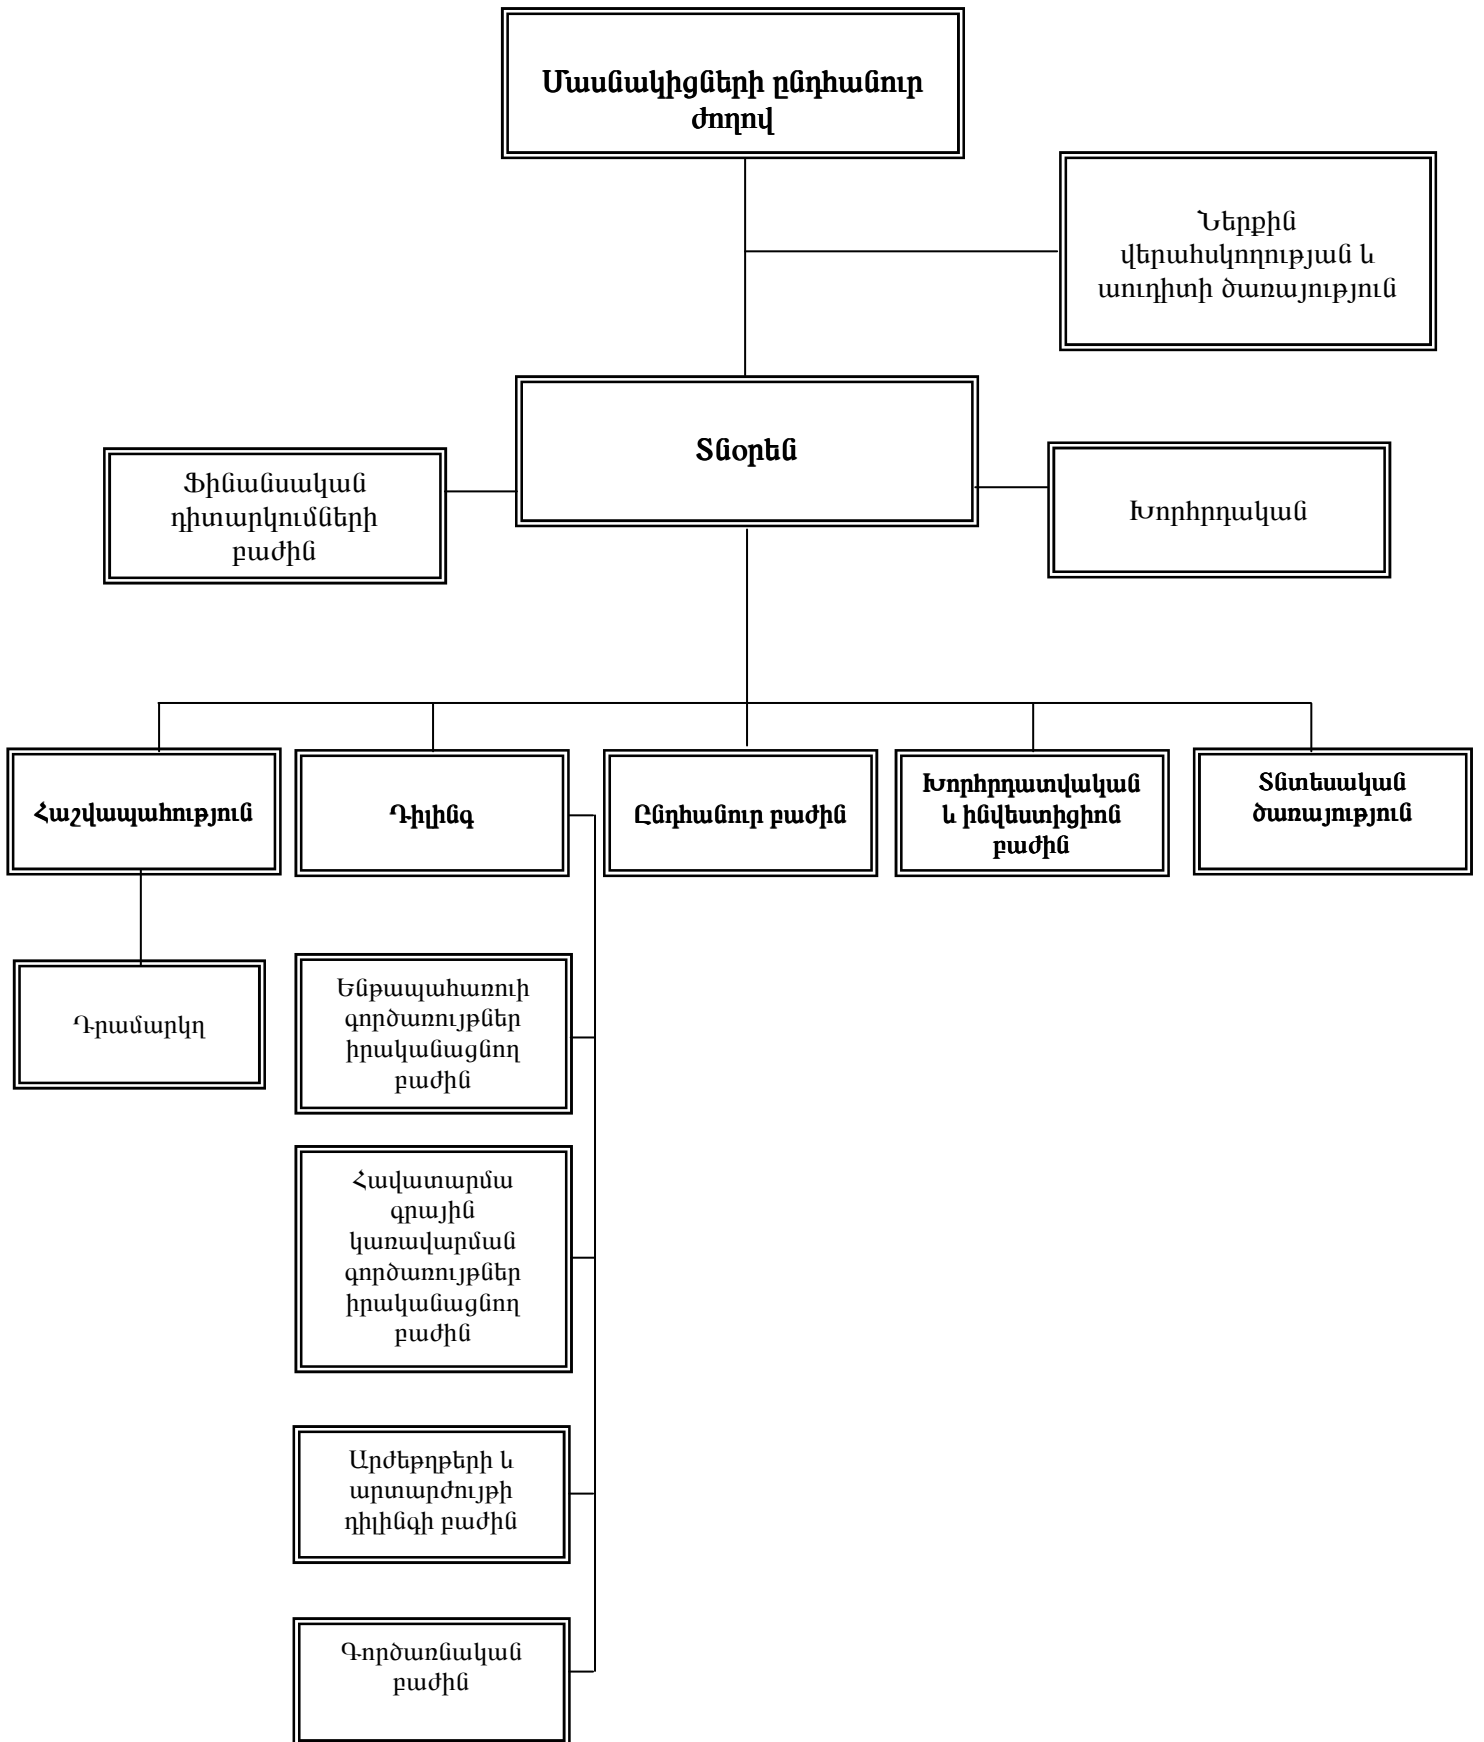 Մասնակիցների ընդհանուր
ժողով
Ներքին
վերահսկողության և
աուդիտի ծառայություն
Տնօրեն
Ֆինանսական
դիտարկումների
բաժին
Խորհրդական
Հաշվապահություն
Դիլինգ
Ընդհանուր բաժին
Խորհրդատվական
և ինվեստիցիոն
բաժին
Տնտեսական
ծառայություն
Դրամարկղ
Ենթապահառուի
գործառույթներ
իրականացնող
բաժին
Հավատարմա
գրային
կառավարման
գործառույթներ
իրականացնող
բաժին
Արժեթղթերի և
արտարժույթի
դիլինգի բաժին
Գործառնական
բաժին